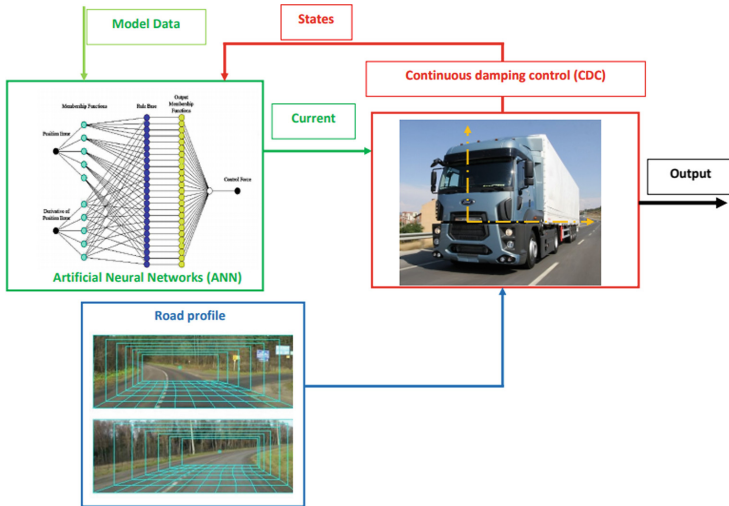 Model Data
States
Continuous damping control (CDC)
Membership Functions
Rule Base
Output
Membership
Functions
Position Error
Derivative of
Position Error
Control Force
Artificial Neural Networks (ANN)
Current
Output
Road profile